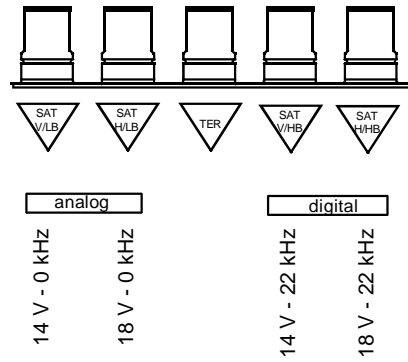 SAT
V/LB
SAT
H/LB
TER
SAT
V/HB
SAT
H/HB
analog
digital
14 V - 0 kHz
18 V - 0 kHz
14 V - 22 kHz
18 V - 22 kHz